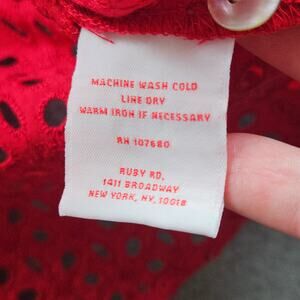 MACHINE WASH COLD
LINE DRY
WARM IRON IF NECESSARY
RN 107680
RUBY RD.
1411 BROADWAY
NEW YORK, NY. 10018